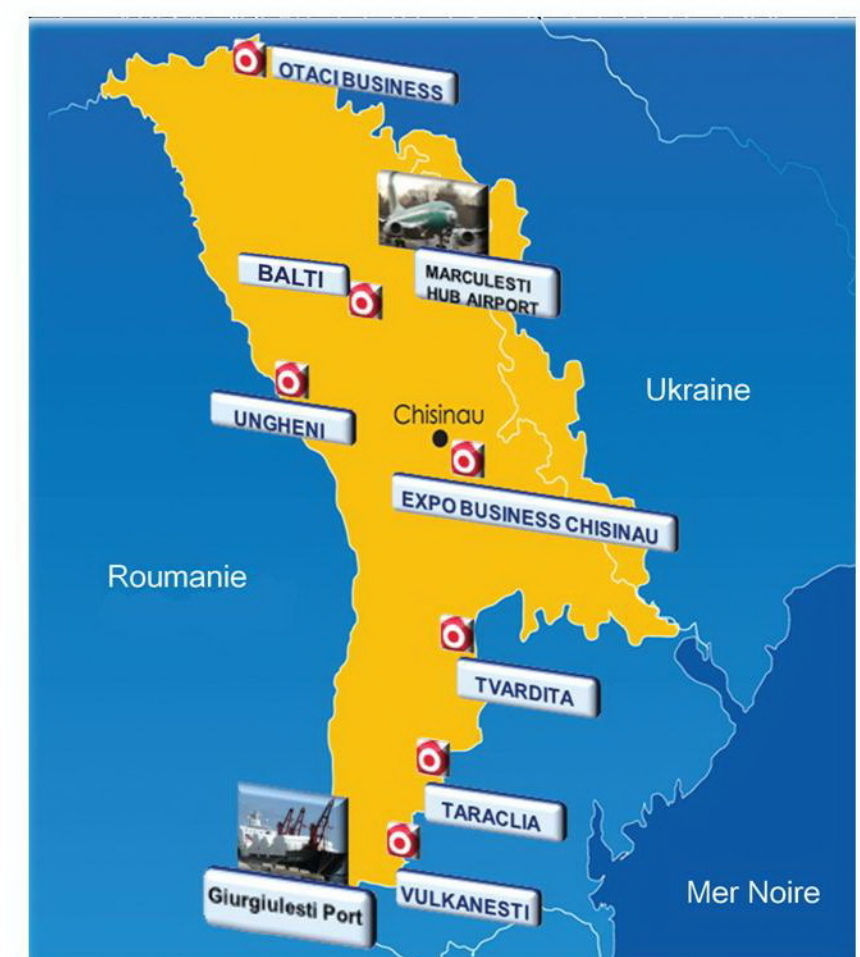 OTACI BUSINESS
MARCULESTI
HUB AIRPORT
BALTI
Ukraine
UNGHENI
Chisinau
EXPO BUSINESS CHISINAU
Roumanie
TVARDITA
TARACLIA
Giurgiulesti Port
VULKANESTI
Mer Noire